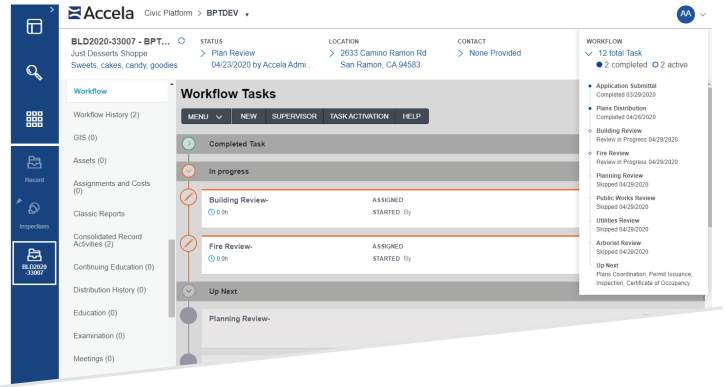 Accela Civic Platform > BPTDEV
AA
BLD2020-33007 - BPT...
Just Desserts Shoppe
Sweets, cakes, candy, goodies
STATUS
Plan Review
04/23/2020 by Accela Admi...
LOCATION
2633 Camino Ramon Rd
San Ramon, CA 94583
CONTACT
None Provided
WORKFLOW
12 total Task
2 completed 2 active
Application Submittal
Completed 03/29/2020
Plans Distribution
Completed 04/26/2020
Building Review
Review in Progress 04/29/2020
Fire Review
Review in Progress 04/29/2020
Planning Review
Skipped 04/29/2020
Public Works Review
Skipped 04/29/2020
Utilities Review
Skipped 04/29/2020
Arborist Review
Skipped 04/29/2020
Up Next
Plans Coordination, Permit Issuance,
Inspection, Certificate of Occupancy
Record
Inspections
BLD2020
-33007
Workflow
Workflow History (2)
GIS (0)
Assets (0)
Assignments and Costs
(0)
Classic Reports
Consolidated Record
Activities (2)
Continuing Education (0)
Distribution History (0)
Education (0)
Examination (0)
Meetings (0)
Workflow Tasks
MENU NEW SUPERVISOR TASK ACTIVATION HELP
Completed Task
In progress
Building Review-
0.0h
ASSIGNED
STARTED By
Fire Review-
0.0h
ASSIGNED
STARTED By
Up Next
Planning Review-